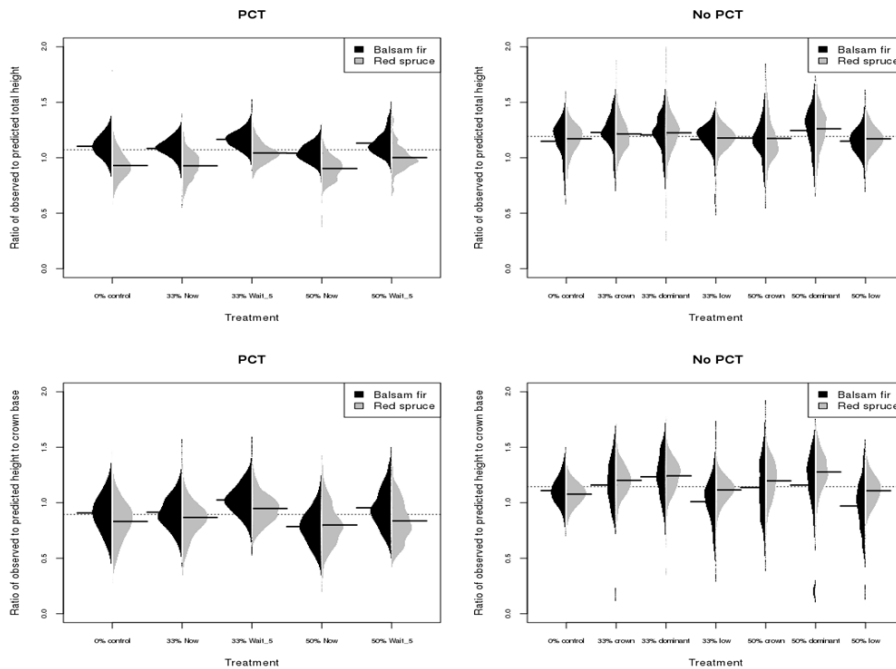 PCT
Ratio of observed to predicted total height
2.0
1.5
1.0
0.5
0.0
Balsam fir
Red spruce
0% control
33% Now
33% Wait_5
50% Now
50% Wait_5
Treatment
No PCT
Ratio of observed to predicted total height
2.0
1.5
1.0
0.5
0.0
Balsam fir
Red spruce
0% control
33% crown
33% dominant
33% low
50% crown
50% dominant
50% low
Treatment
PCT
Ratio of observed to predicted height to crown base
2.0
1.5
1.0
0.5
0.0
Balsam fir
Red spruce
0% control
33% Now
33% Wait_5
50% Now
50% Wait_5
Treatment
No PCT
Ratio of observed to predicted height to crown base
2.0
1.5
1.0
0.5
0.0
Balsam fir
Red spruce
0% control
33% crown
33% dominant
33% low
50% crown
50% dominant
50% low
Treatment